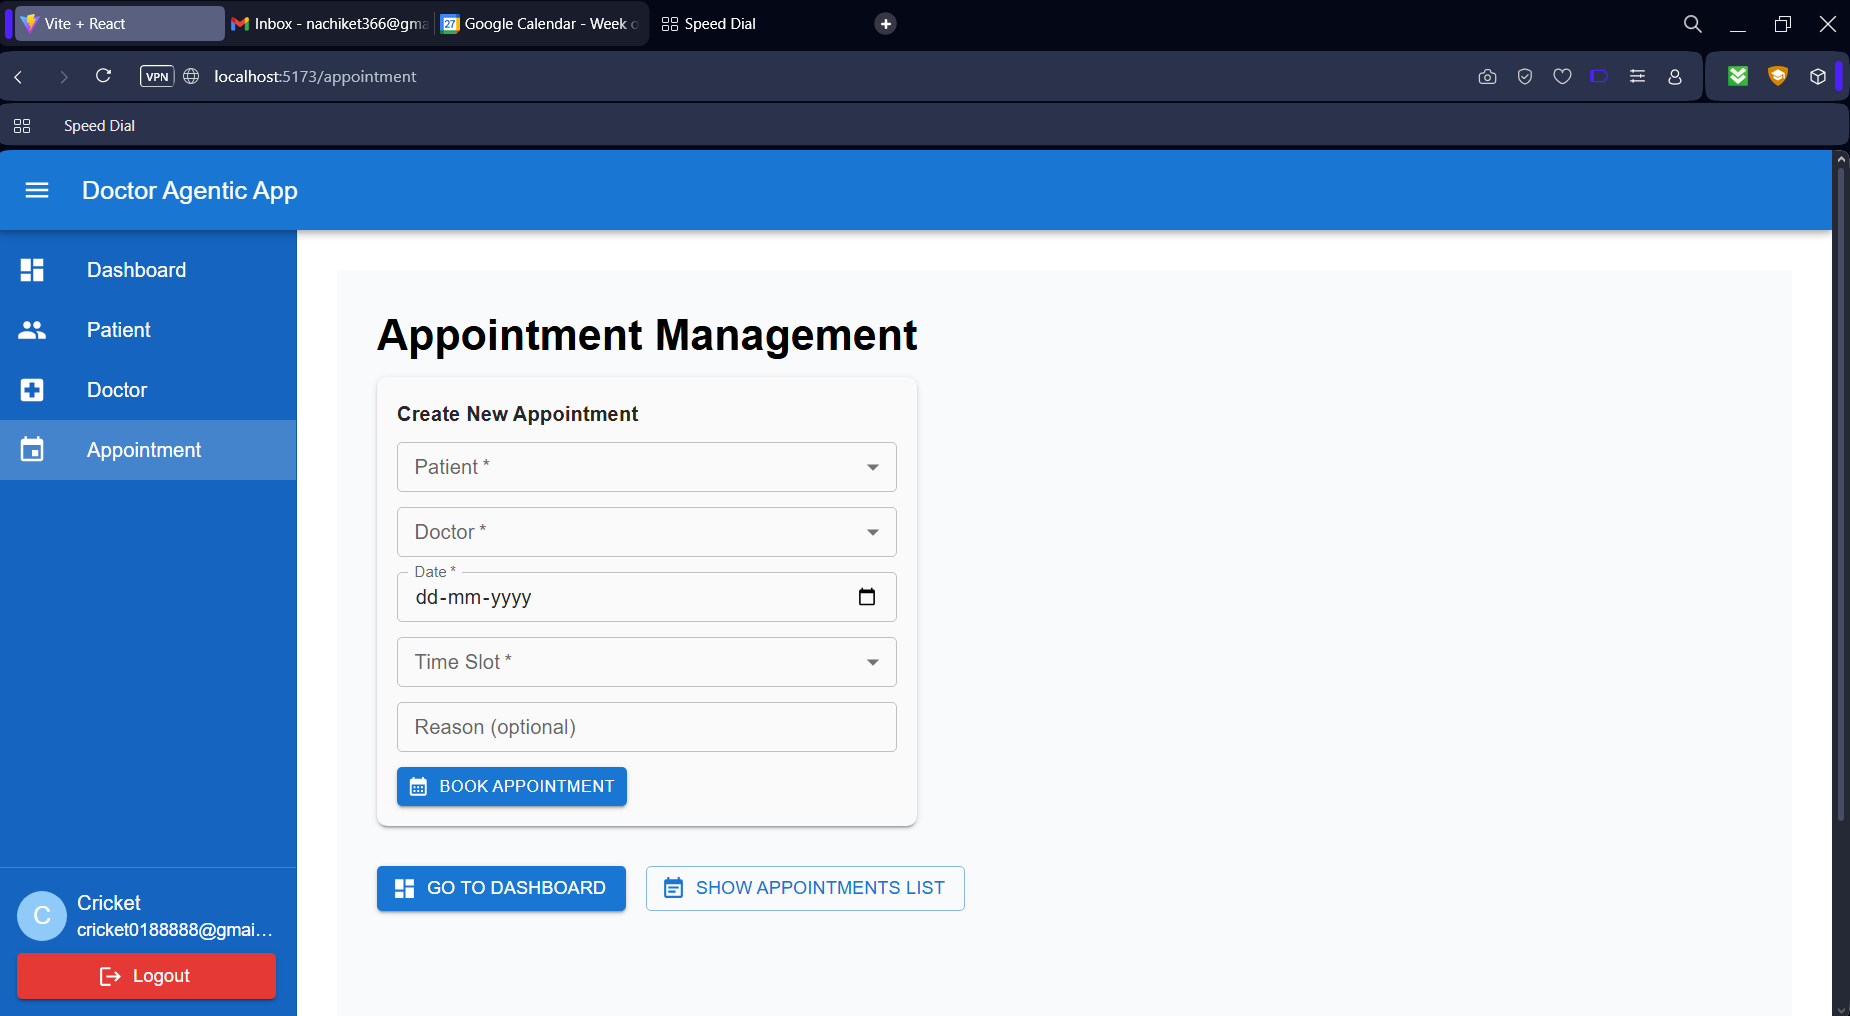 Vite + React
Inbox - nachiket366@gma
27
Google Calendar - Week o
Speed Dial
VPN
localhost:5173/appointment
Speed Dial
Doctor Agentic App
Dashboard
Patient
Doctor
Appointment
Appointment Management
Create New Appointment
Patient *
Doctor *
Date *
dd-mm-yyyy
Time Slot *
Reason (optional)
BOOK APPOINTMENT
GO TO DASHBOARD
SHOW APPOINTMENTS LIST
C
Cricket
cricket0188888@gmai...
Logout